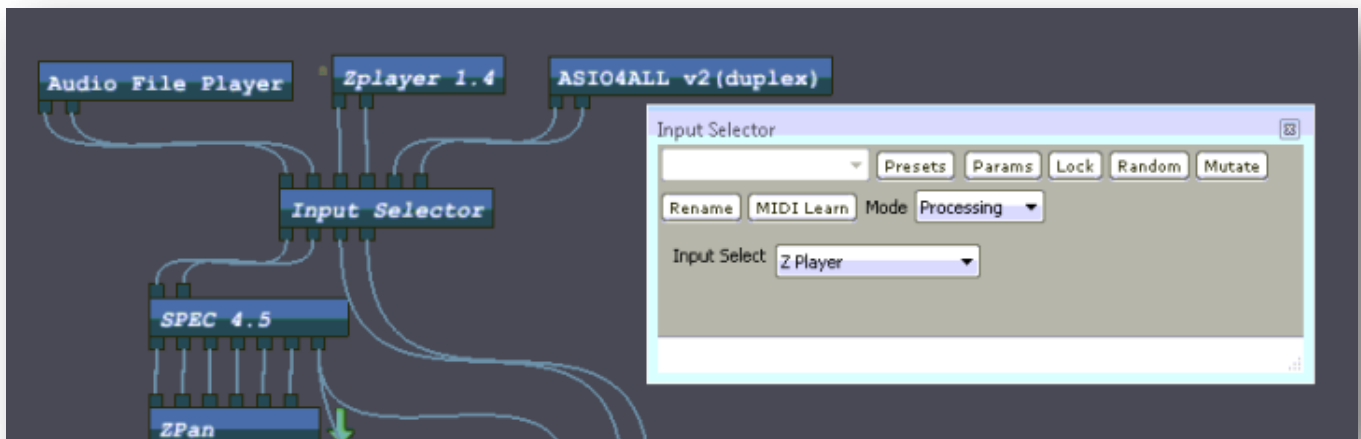 Audio File Player
Zplayer 1.4
ASIO4ALL v2(duplex)
Input Selector
SPEC 4.5
ZPan
Input Selector
Presets Params Lock Random Mutate
Rename MIDI Learn Mode Processing
Input Select Z Player